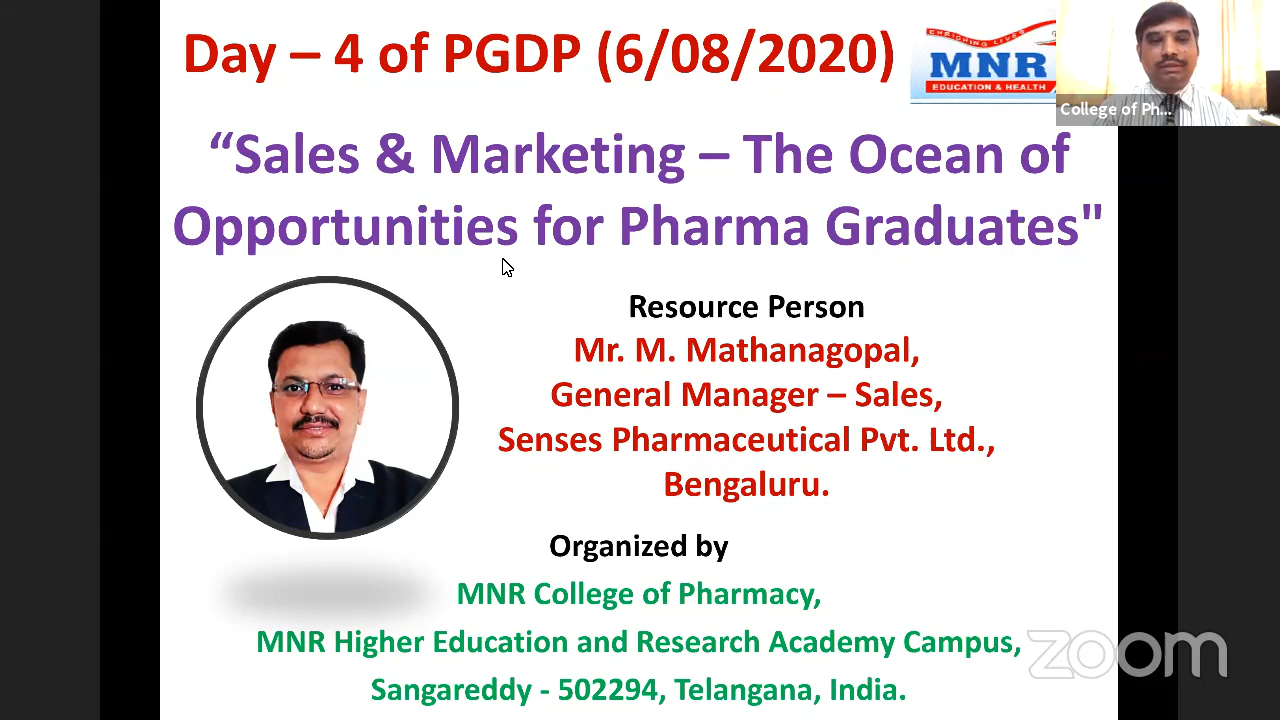 Day – 4 of PGDP (6/08/2020)
ENRICHING LIVES
MNR
EDUCATION & HEALTH
College of Ph...
“Sales & Marketing – The Ocean of
Opportunities for Pharma Graduates"
Resource Person
Mr. M. Mathanagopal,
General Manager – Sales,
Senses Pharmaceutical Pvt. Ltd.,
Bengaluru.
Organized by
MNR College of Pharmacy,
MNR Higher Education and Research Academy Campus,
Sangareddy - 502294, Telangana, India.
zoom